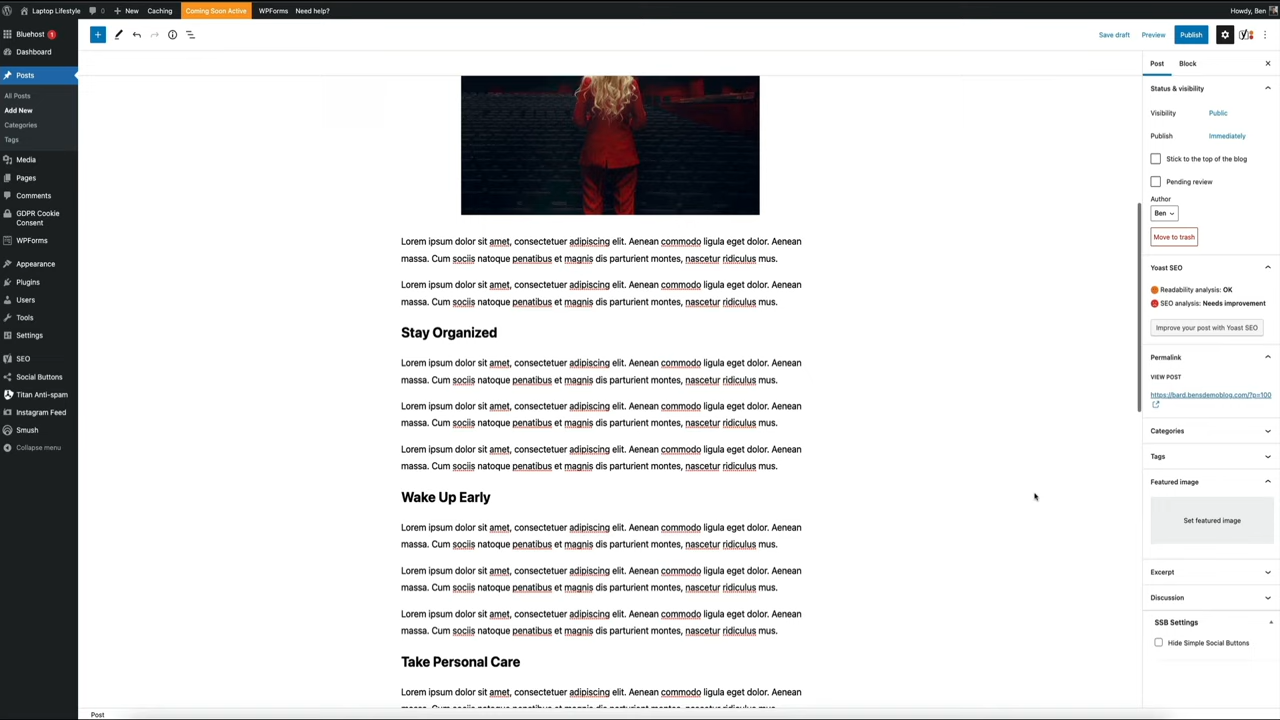 Laptop Lifestyle
0
New
Caching
Coming Soon Active
WPForms
Need help?
Howdy, Ben
Save draft
Preview
Publish
Bluehost 1
Dashboard
Posts
All Posts
Add New
Categories
Tags
Media
Pages
Comments
GDPR Cookie
Consent
WPForms
Appearance
Plugins
Users
Tools
Settings
SEO
Social Buttons
Titan Anti-spam
Instagram Feed
Smush
Collapse menu
Lorem ipsum dolor sit amet, consectetuer adipiscing elit. Aenean commodo ligula eget dolor. Aenean
massa. Cum sociis natoque penatibus et magnis dis parturient montes, nascetur ridiculus mus.
Lorem ipsum dolor sit amet, consectetuer adipiscing elit. Aenean commodo ligula eget dolor. Aenean
massa. Cum sociis natoque penatibus et magnis dis parturient montes, nascetur ridiculus mus.
Stay Organized
Lorem ipsum dolor sit amet, consectetuer adipiscing elit. Aenean commodo ligula eget dolor. Aenean
massa. Cum sociis natoque penatibus et magnis dis parturient montes, nascetur ridiculus mus.
Lorem ipsum dolor sit amet, consectetuer adipiscing elit. Aenean commodo ligula eget dolor. Aenean
massa. Cum sociis natoque penatibus et magnis dis parturient montes, nascetur ridiculus mus.
Lorem ipsum dolor sit amet, consectetuer adipiscing elit. Aenean commodo ligula eget dolor. Aenean
massa. Cum sociis natoque penatibus et magnis dis parturient montes, nascetur ridiculus mus.
Wake Up Early
Lorem ipsum dolor sit amet, consectetuer adipiscing elit. Aenean commodo ligula eget dolor. Aenean
massa. Cum sociis natoque penatibus et magnis dis parturient montes, nascetur ridiculus mus.
Lorem ipsum dolor sit amet, consectetuer adipiscing elit. Aenean commodo ligula eget dolor. Aenean
massa. Cum sociis natoque penatibus et magnis dis parturient montes, nascetur ridiculus mus.
Lorem ipsum dolor sit amet, consectetuer adipiscing elit. Aenean commodo ligula eget dolor. Aenean
massa. Cum sociis natoque penatibus et magnis dis parturient montes, nascetur ridiculus mus.
Take Personal Care
Lorem ipsum dolor sit amet, consectetuer adipiscing elit. Aenean commodo ligula eget dolor. Aenean
Post
Post
Block
Status & visibility
Visibility Public
Publish Immediately
Stick to the top of the blog
Pending review
Author
Ben
Move to trash
Yoast SEO
Readability analysis: OK
SEO analysis: Needs improvement
Improve your post with Yoast SEO
Permalink
VIEW POST
https://bard.bensdemoblog.com/?p=100
Categories
Tags
Featured image
Set featured image
Excerpt
Discussion
SSB Settings
Hide Simple Social Buttons